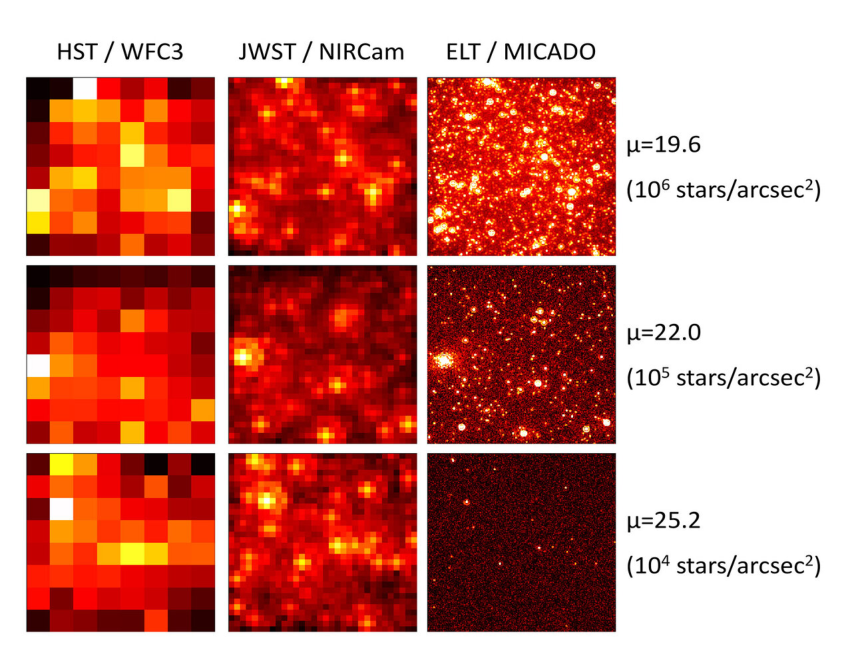 HST / WFC3 JWST / NIRCam ELT / MICADO
μ=19.6
(10⁶ stars/arcsec²)
μ=22.0
(10⁵ stars/arcsec²)
μ=25.2
(10⁴ stars/arcsec²)